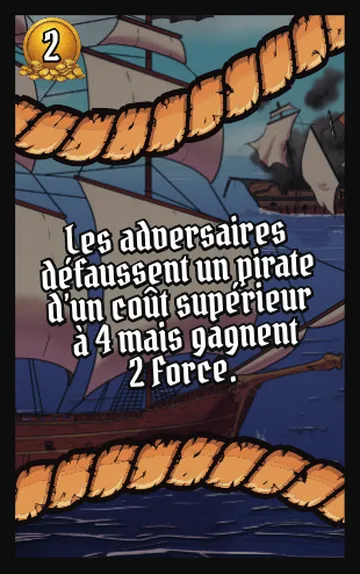 2
Les adversaires
défaussent un pirate
d'un coût supérieur
à 4 mais gagnent
2 Force.